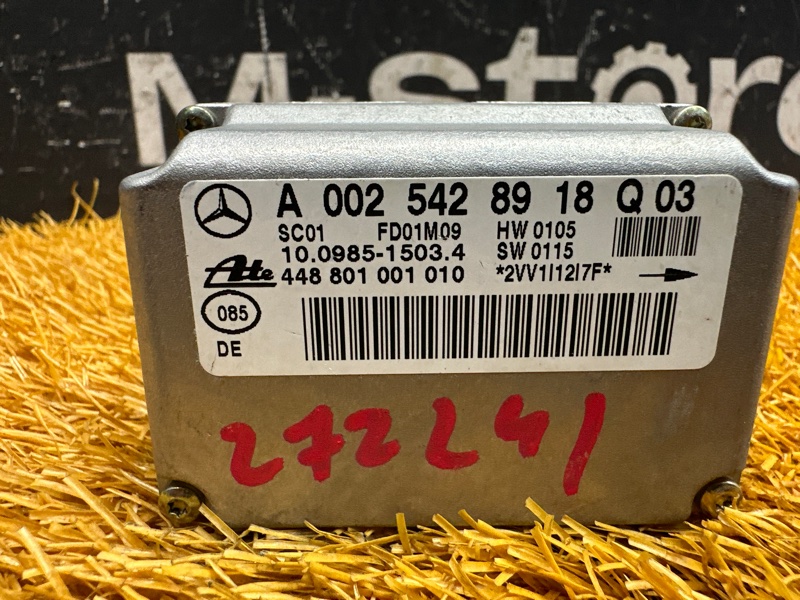 M-store
A 002 542 89 18 Q 03
SC01 FD01M09 HW 0105
10.0985-1503.4 SW 0115
Ate 448 801 001 010 *2VV1I12I7F*
085
DE
272241